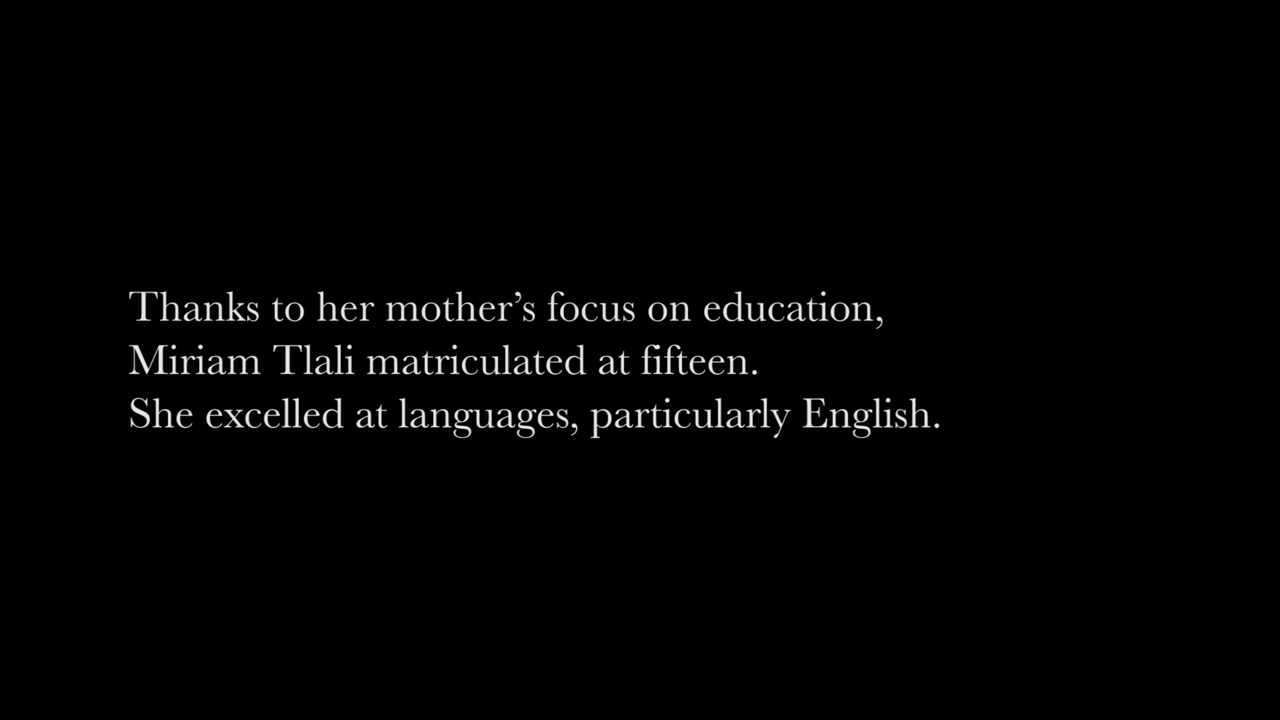 Thanks to her mother’s focus on education,
Miriam Tlali matriculated at fifteen.
She excelled at languages, particularly English.